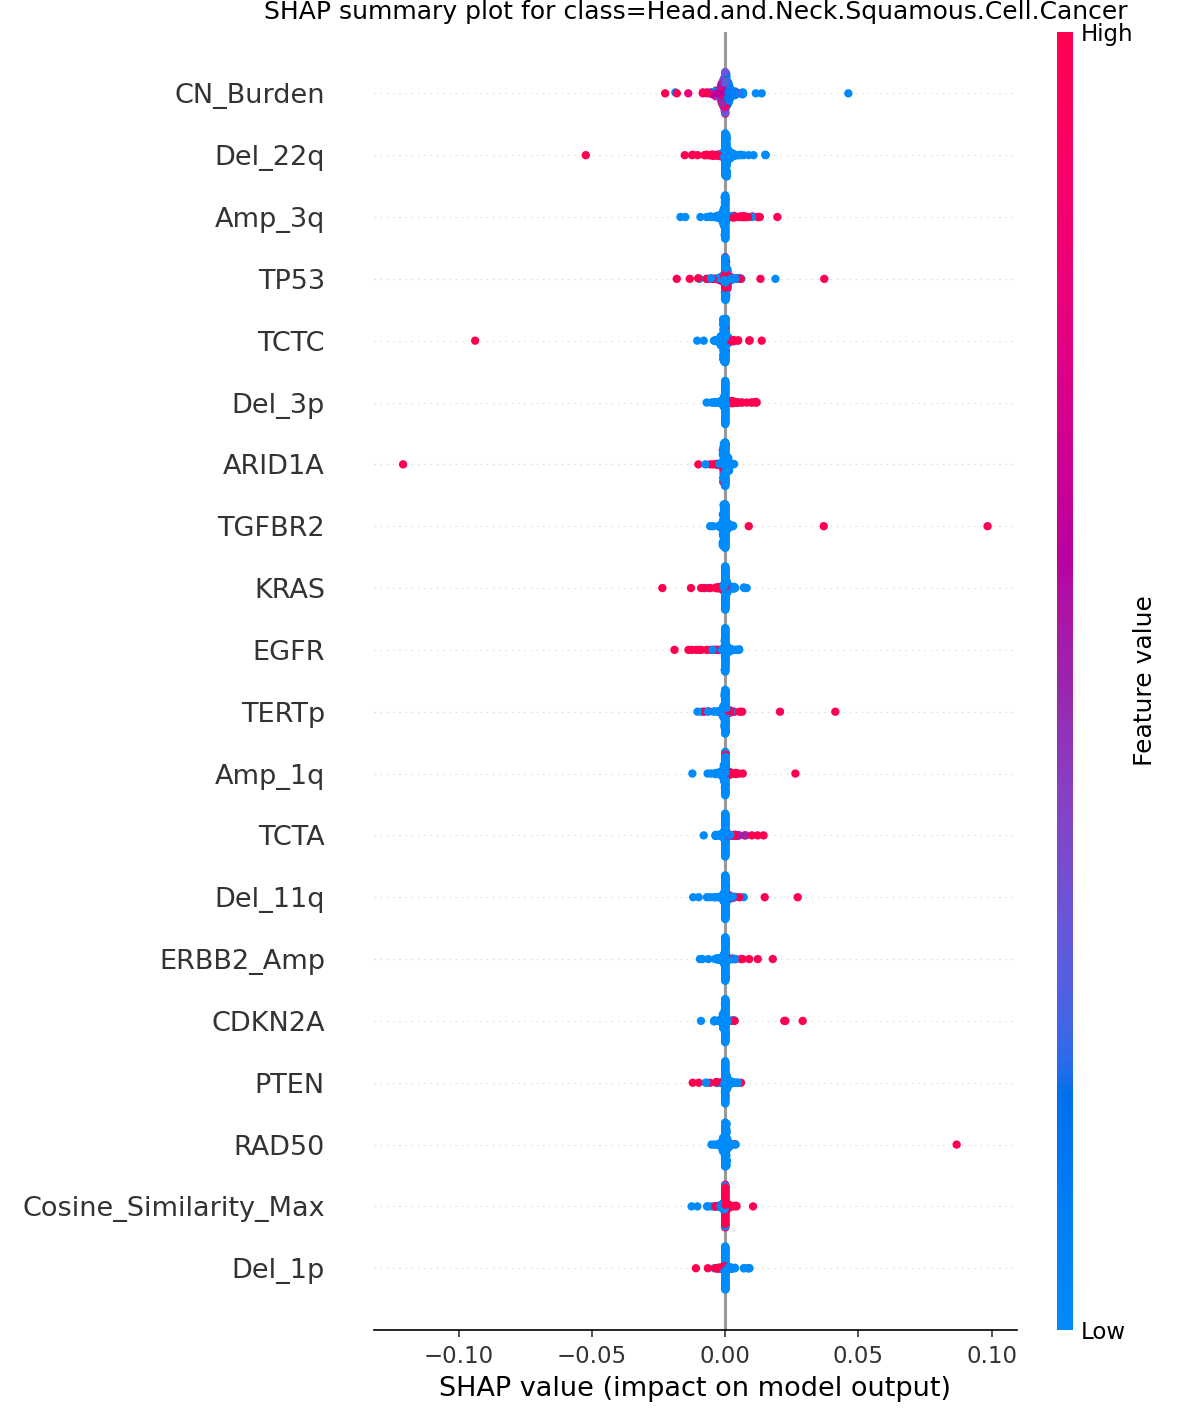 SHAP summary plot for class=Head.and.Neck.Squamous.Cell.Cancer
High
CN_Burden
Del_22q
Amp_3q
TP53
TCTC
Del_3p
ARID1A
TGFBR2
KRAS
EGFR
TERTp
Amp_1q
TCTA
Del_11q
ERBB2_Amp
CDKN2A
PTEN
RAD50
Cosine_Similarity_Max
Del_1p
Feature value
Low
−0.10 −0.05 0.00 0.05 0.10
SHAP value (impact on model output)